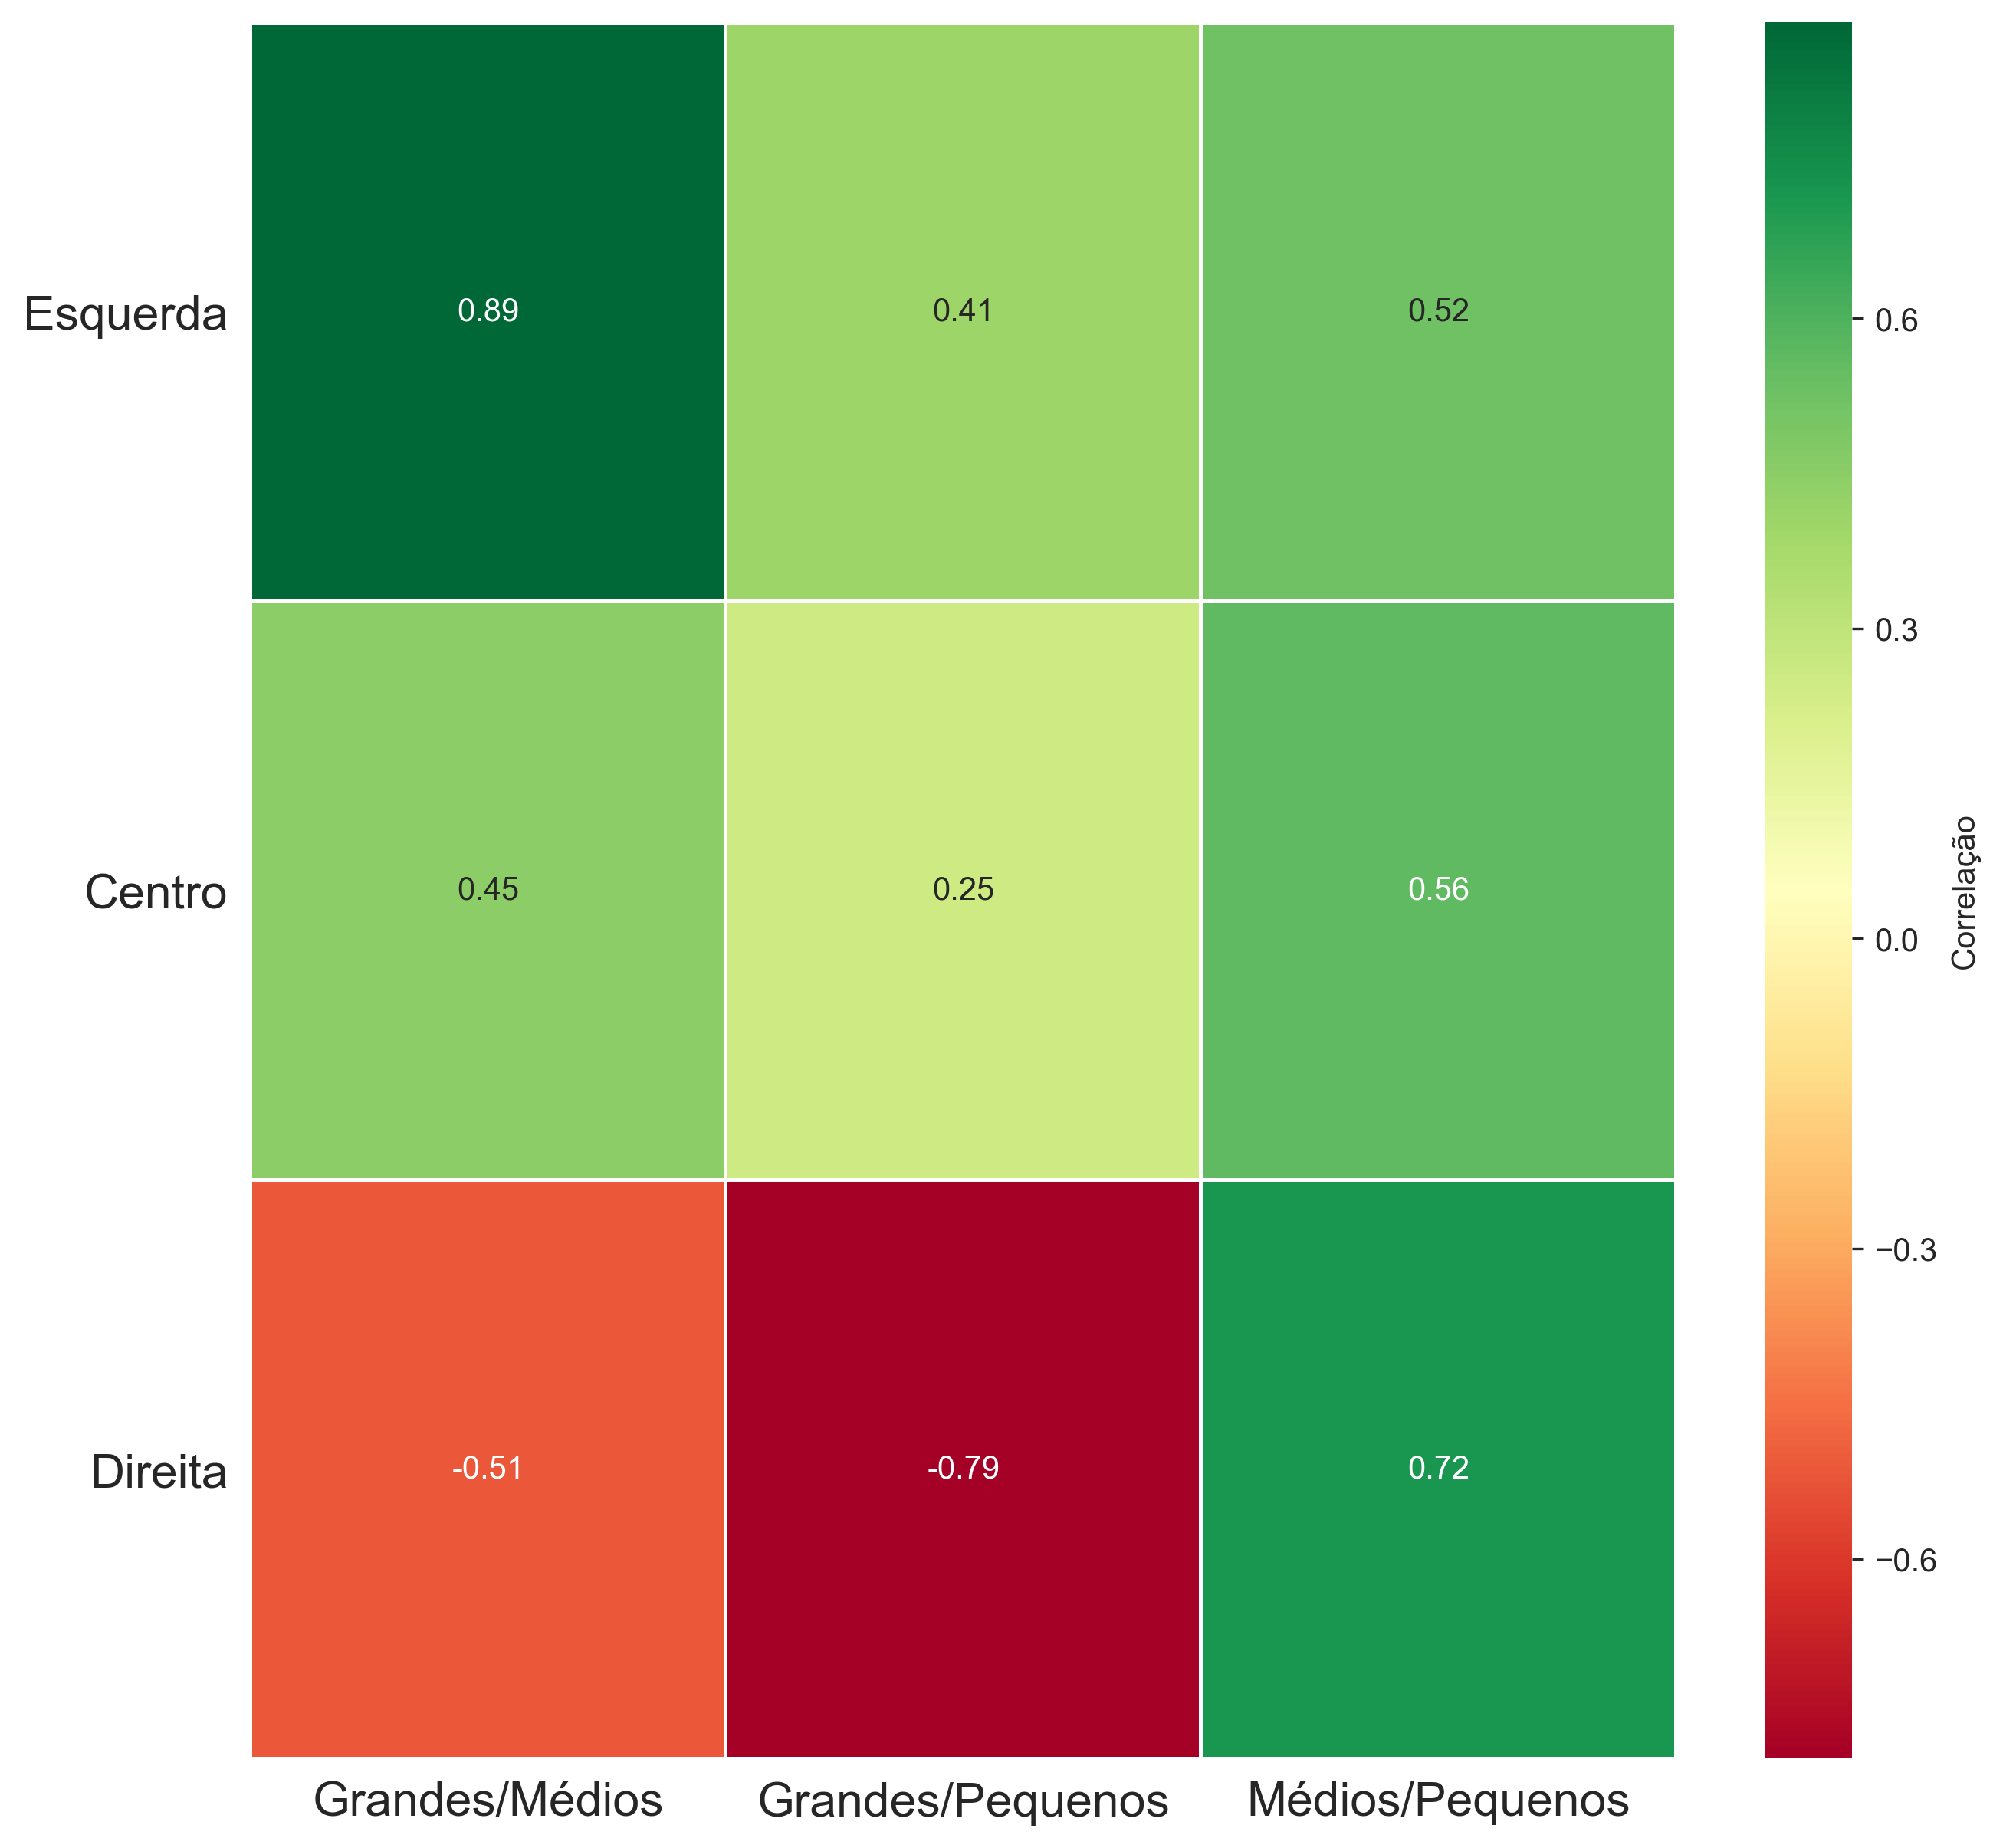 Esquerda
0.89
0.41
0.52
Centro
0.45
0.25
0.56
Direita
-0.51
-0.79
0.72
Grandes/Médios
Grandes/Pequenos
Médios/Pequenos
0.6
0.3
0.0
−0.3
−0.6
Correlação